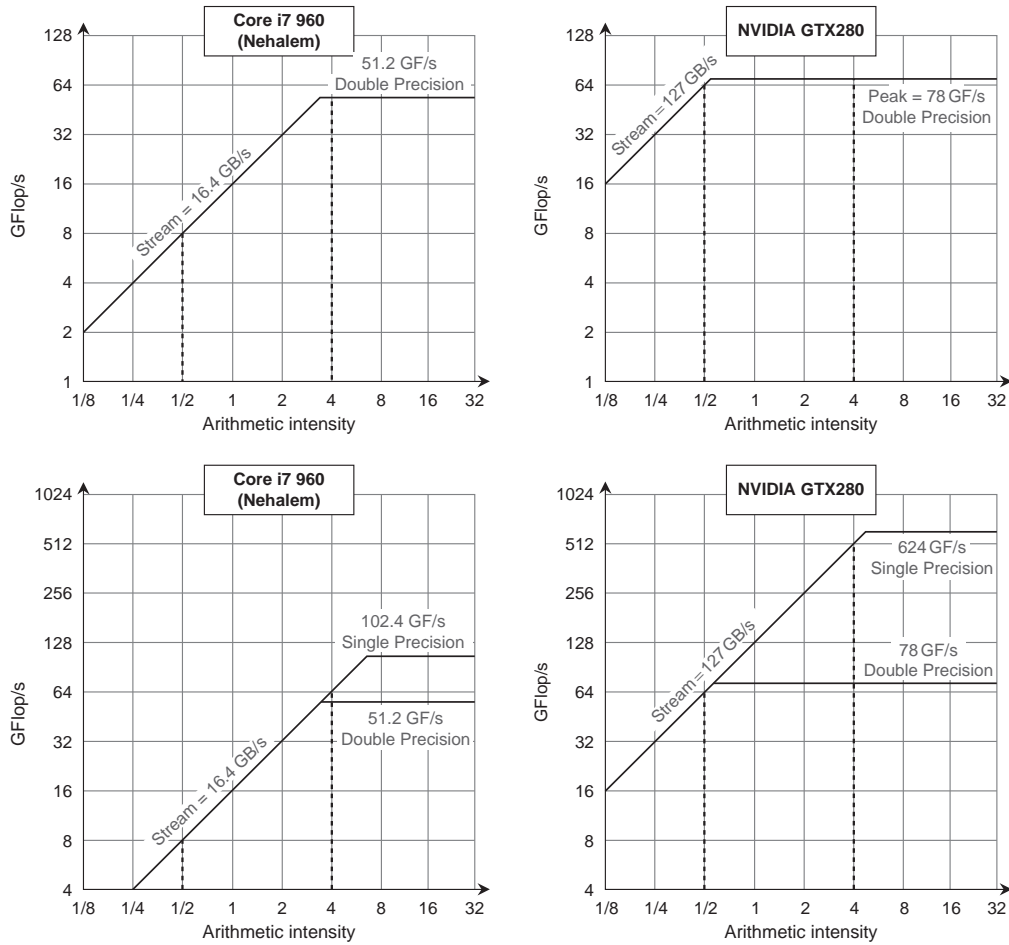 Core i7 960
(Nehalem)
128
64
32
16
8
4
2
1
GFlop/s
51.2 GF/s
Double Precision
Stream = 16.4 GB/s
1/8 1/4 1/2 1 2 4 8 16 32
Arithmetic intensity
NVIDIA GTX280
128
64
32
16
8
4
2
1
GFlop/s
Stream = 127 GB/s
Peak = 78 GF/s
Double Precision
1/8 1/4 1/2 1 2 4 8 16 32
Arithmetic intensity
Core i7 960
(Nehalem)
1024
512
256
128
64
32
16
8
4
GFlop/s
102.4 GF/s
Single Precision
51.2 GF/s
Double Precision
Stream = 16.4 GB/s
1/8 1/4 1/2 1 2 4 8 16 32
Arithmetic intensity
NVIDIA GTX280
1024
512
256
128
64
32
16
8
4
GFlop/s
624 GF/s
Single Precision
78 GF/s
Double Precision
Stream = 127 GB/s
1/8 1/4 1/2 1 2 4 8 16 32
Arithmetic intensity